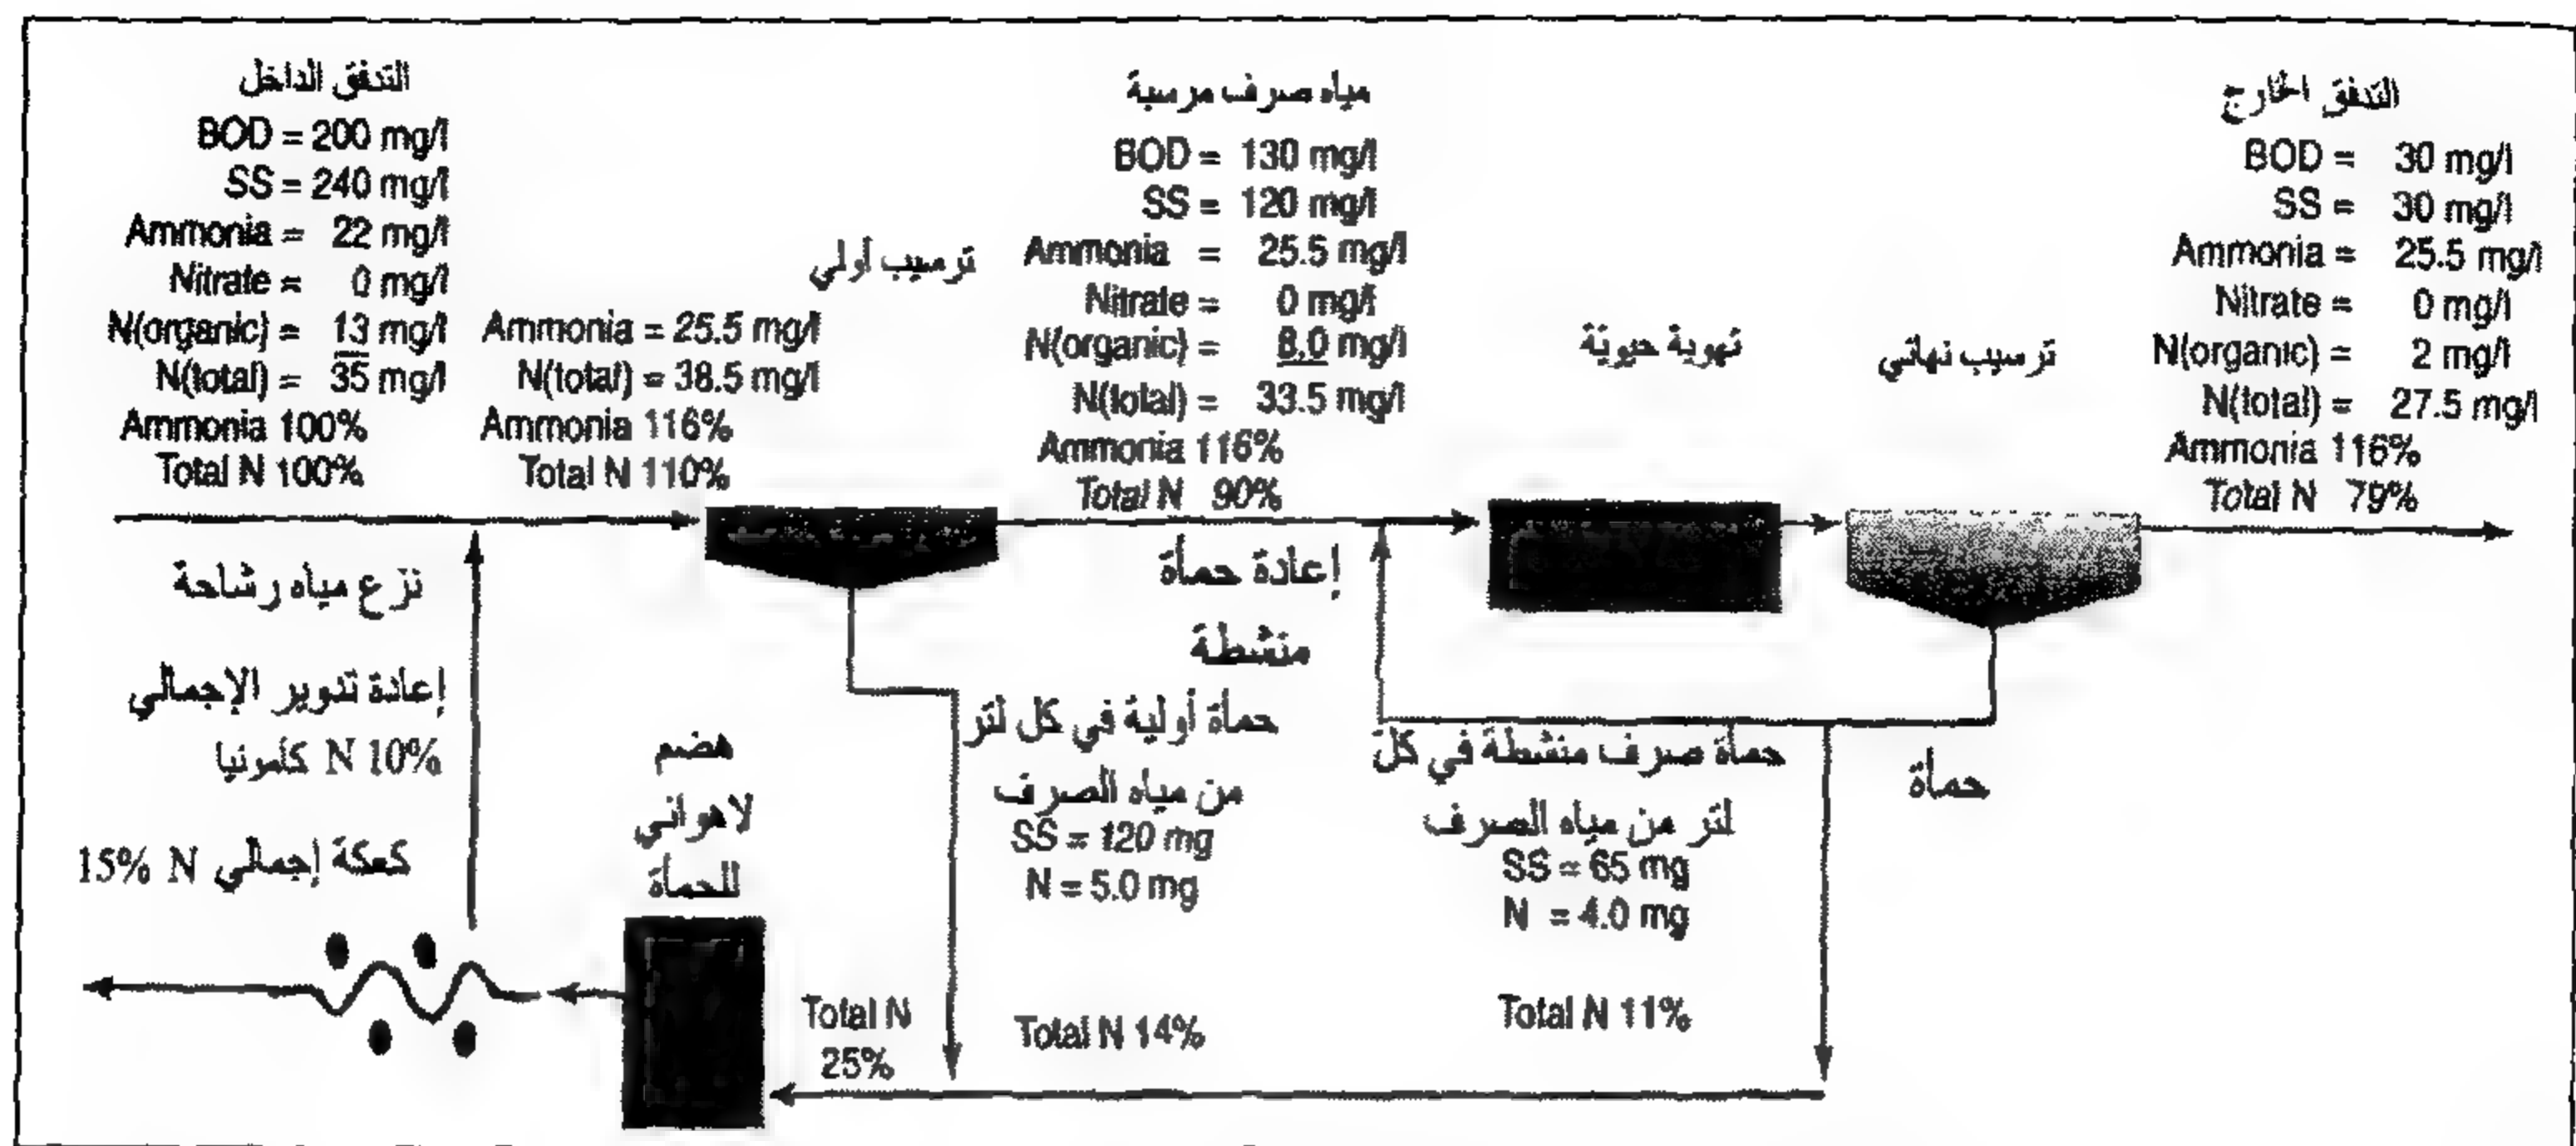 التدفق الداخل
BOD = 200 mg/l
SS = 240 mg/l
Ammonia = 22 mg/l
Nitrate = 0 mg/l
N(organic) = 13 mg/l
N(total) = 35 mg/l
Ammonia 100%
Total N 100%
Ammonia = 25.5 mg/l
N(total) = 38.5 mg/l
Ammonia 116%
Total N 110%
ترسيب أولي
مياه صرف مرسبة
BOD = 130 mg/l
SS = 120 mg/l
Ammonia = 25.5 mg/l
Nitrate = 0 mg/l
N(organic) = 8.0 mg/l
N(total) = 33.5 mg/l
Ammonia 116%
Total N 90%
تهوية حيوية
ترسيب نهائي
التدفق الخارج
BOD = 30 mg/l
SS = 30 mg/l
Ammonia = 25.5 mg/l
Nitrate = 0 mg/l
N(organic) = 2 mg/l
N(total) = 27.5 mg/l
Ammonia 116%
Total N 79%
نزع مياه رشاحة
إعادة تدوير الإجمالي
N 10% كأمونيا
كعكة إجمالي N 15%
هضم
لاهوائي
للحمأة
إعادة حمأة
منشطة
حمأة أولية في كل لتر
من مياه الصرف
SS = 120 mg
N = 5.0 mg
حمأة صرف منشطة في كل
لتر من مياه الصرف
SS = 65 mg
N = 4.0 mg
حمأة
Total N
25%
Total N 14%
Total N 11%